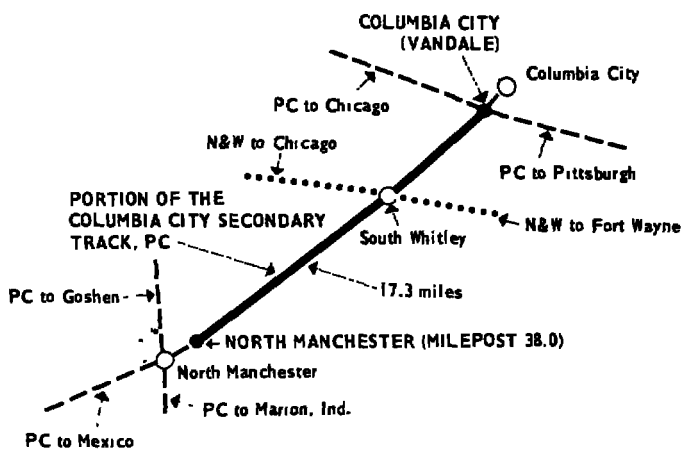 COLUMBIA CITY
(VANDALE)
Columbia City
PC to Chicago
N&W to Chicago
PC to Pittsburgh
PORTION OF THE
COLUMBIA CITY SECONDARY
TRACK, PC
N&W to Fort Wayne
South Whitley
PC to Goshen
17.3 miles
NORTH MANCHESTER (MILEPOST 38.0)
North Manchester
PC to Marion, Ind.
PC to Mexico